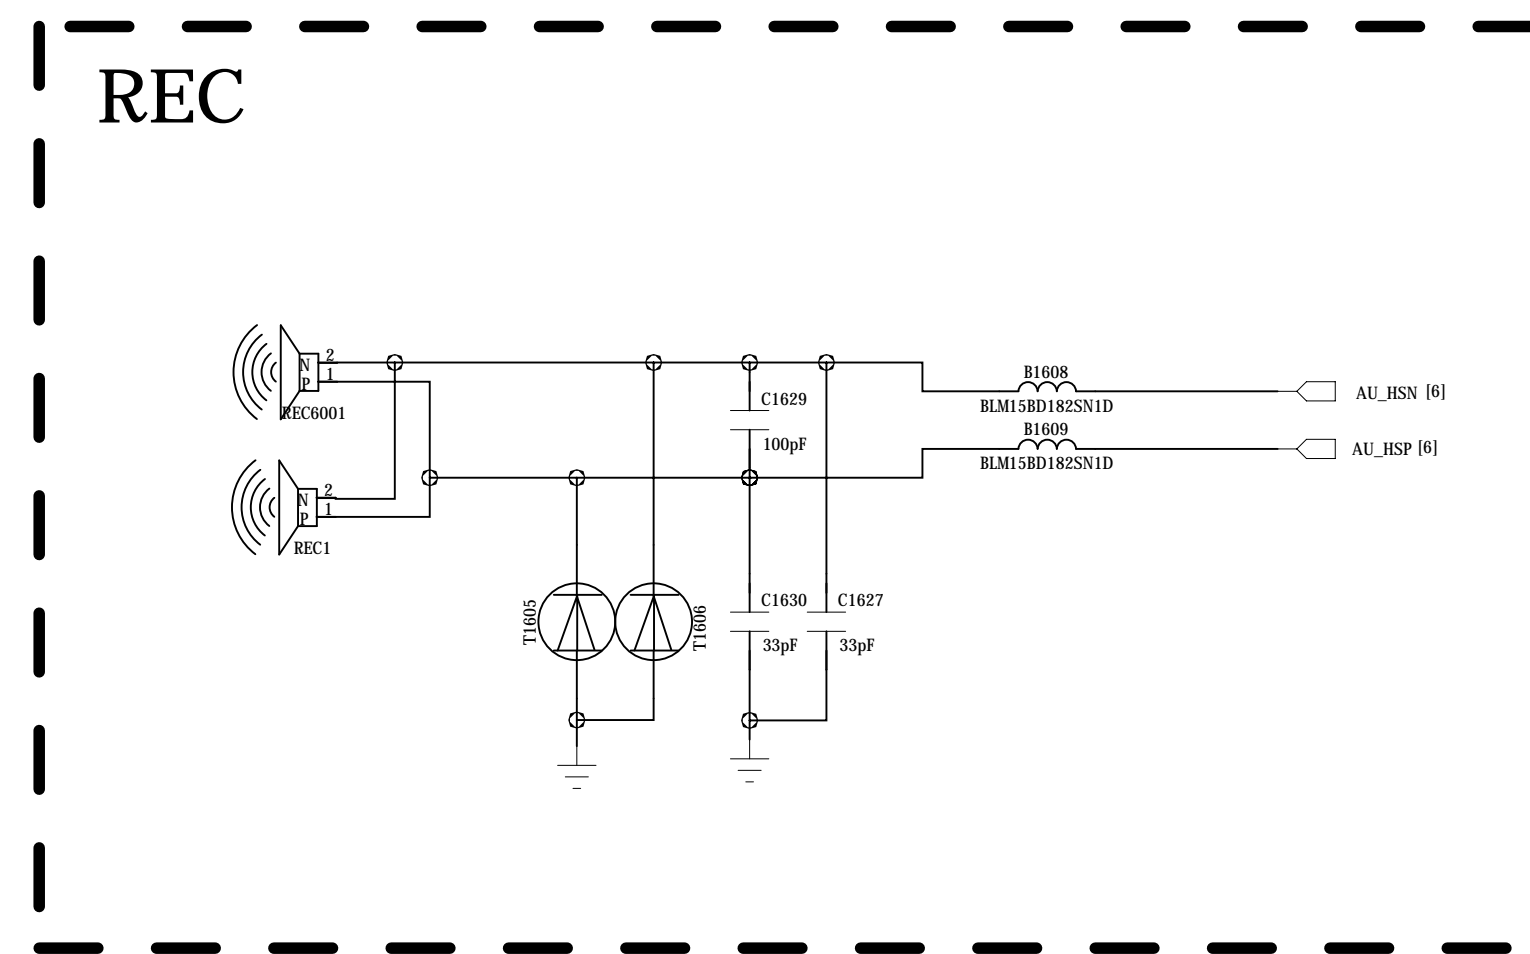 REC
2
N
1
P
REC6001
2
N
1
P
REC1
C1629
100pF
B1608
BLM15BD182SN1D
AU_HSN [6]
B1609
BLM15BD182SN1D
AU_HSP [6]
T1605
T1606
C1630
33pF
C1627
33pF